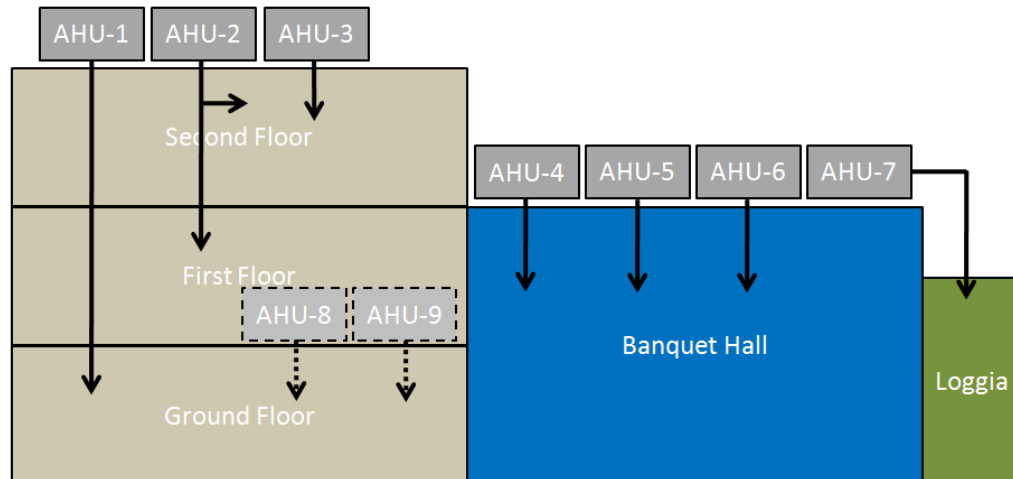 AHU-1 AHU-2 AHU-3
Second Floor
AHU-4 AHU-5 AHU-6 AHU-7
First Floor
AHU-8 AHU-9
Banquet Hall
Loggia
Ground Floor